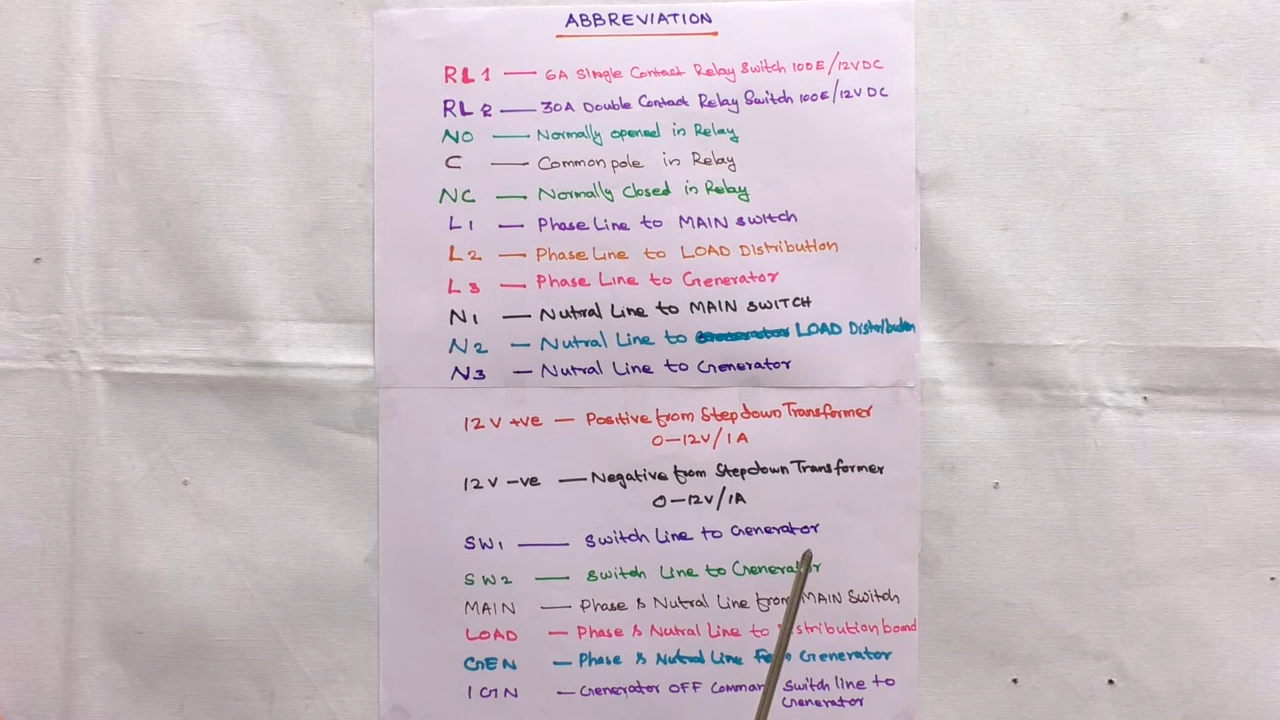 ABBREVIATION
RL1 — 6A Single Contact Relay Switch 100E/12VDC
RL2 — 30A Double Contact Relay Switch 100E/12VDC
NO — Normally opened in Relay
C — Common pole in Relay
NC — Normally Closed in Relay
L1 — Phase Line to MAIN switch
L2 — Phase Line to LOAD Distribution
L3 — Phase Line to Generator
N1 — Nutral Line to MAIN SWITCH
N2 — Nutral Line to LOAD Distribution
N3 — Nutral Line to Generator
12V +ve — Positive from Stepdown Transformer
0-12V/1A
12V -ve — Negative from Stepdown Transformer
0-12V/1A
SW1 — Switch Line to Generator
SW2 — Switch Line to Generator
MAIN — Phase & Nutral Line from MAIN Switch
LOAD — Phase & Nutral Line to Distribution board
GEN — Phase & Nutral Line From Generator
IGN — Generator OFF Command Switch line to
Generator